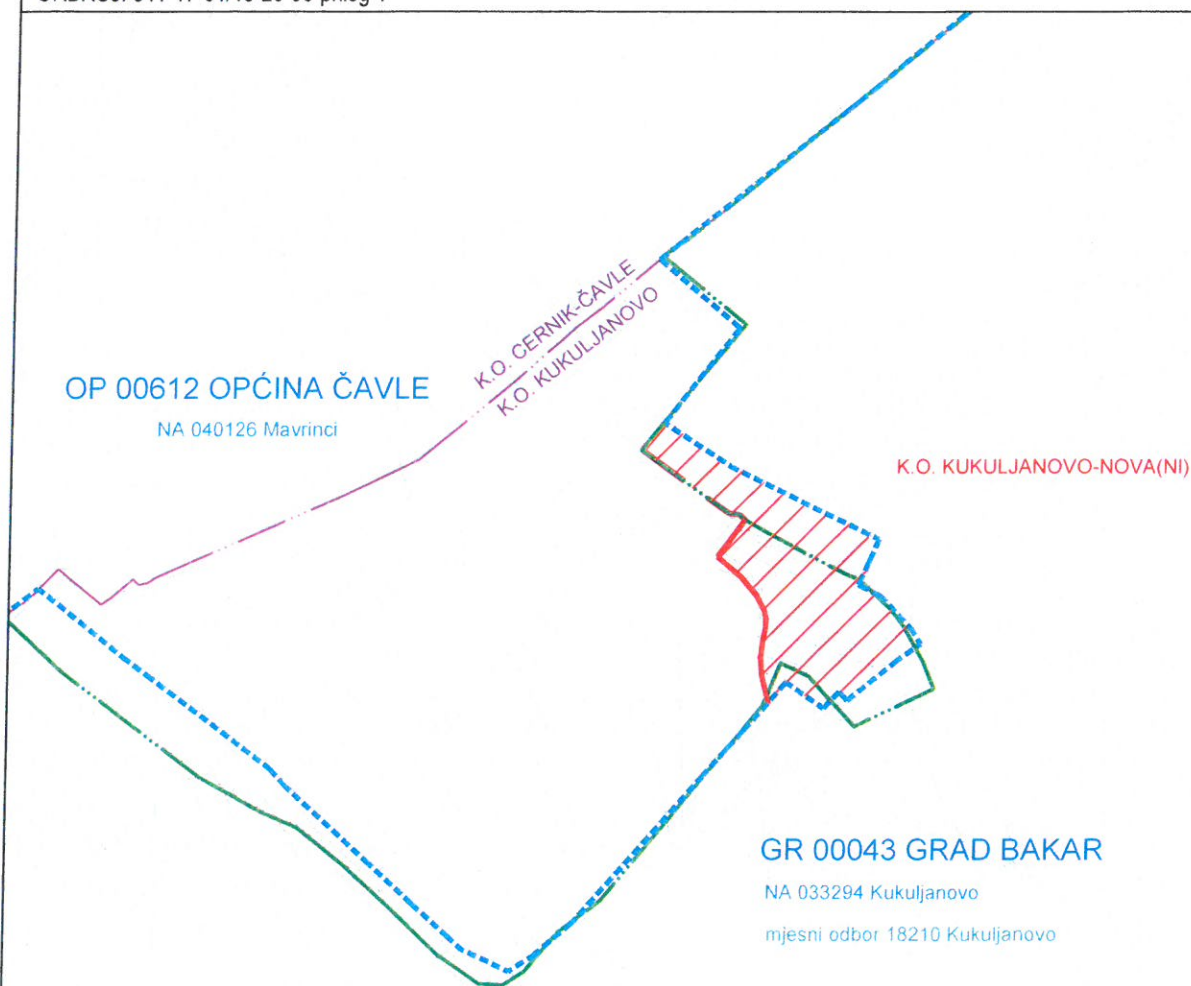 K.O. CERNIK-ČAVLE
K.O. KUKULJANOVO
OP 00612 OPĆINA ČAVLE
NA 040126 Mavrinci
K.O. KUKULJANOVO-NOVA(NI)
GR 00043 GRAD BAKAR
NA 033294 Kukuljanovo
mjesni odbor 18210 Kukuljanovo